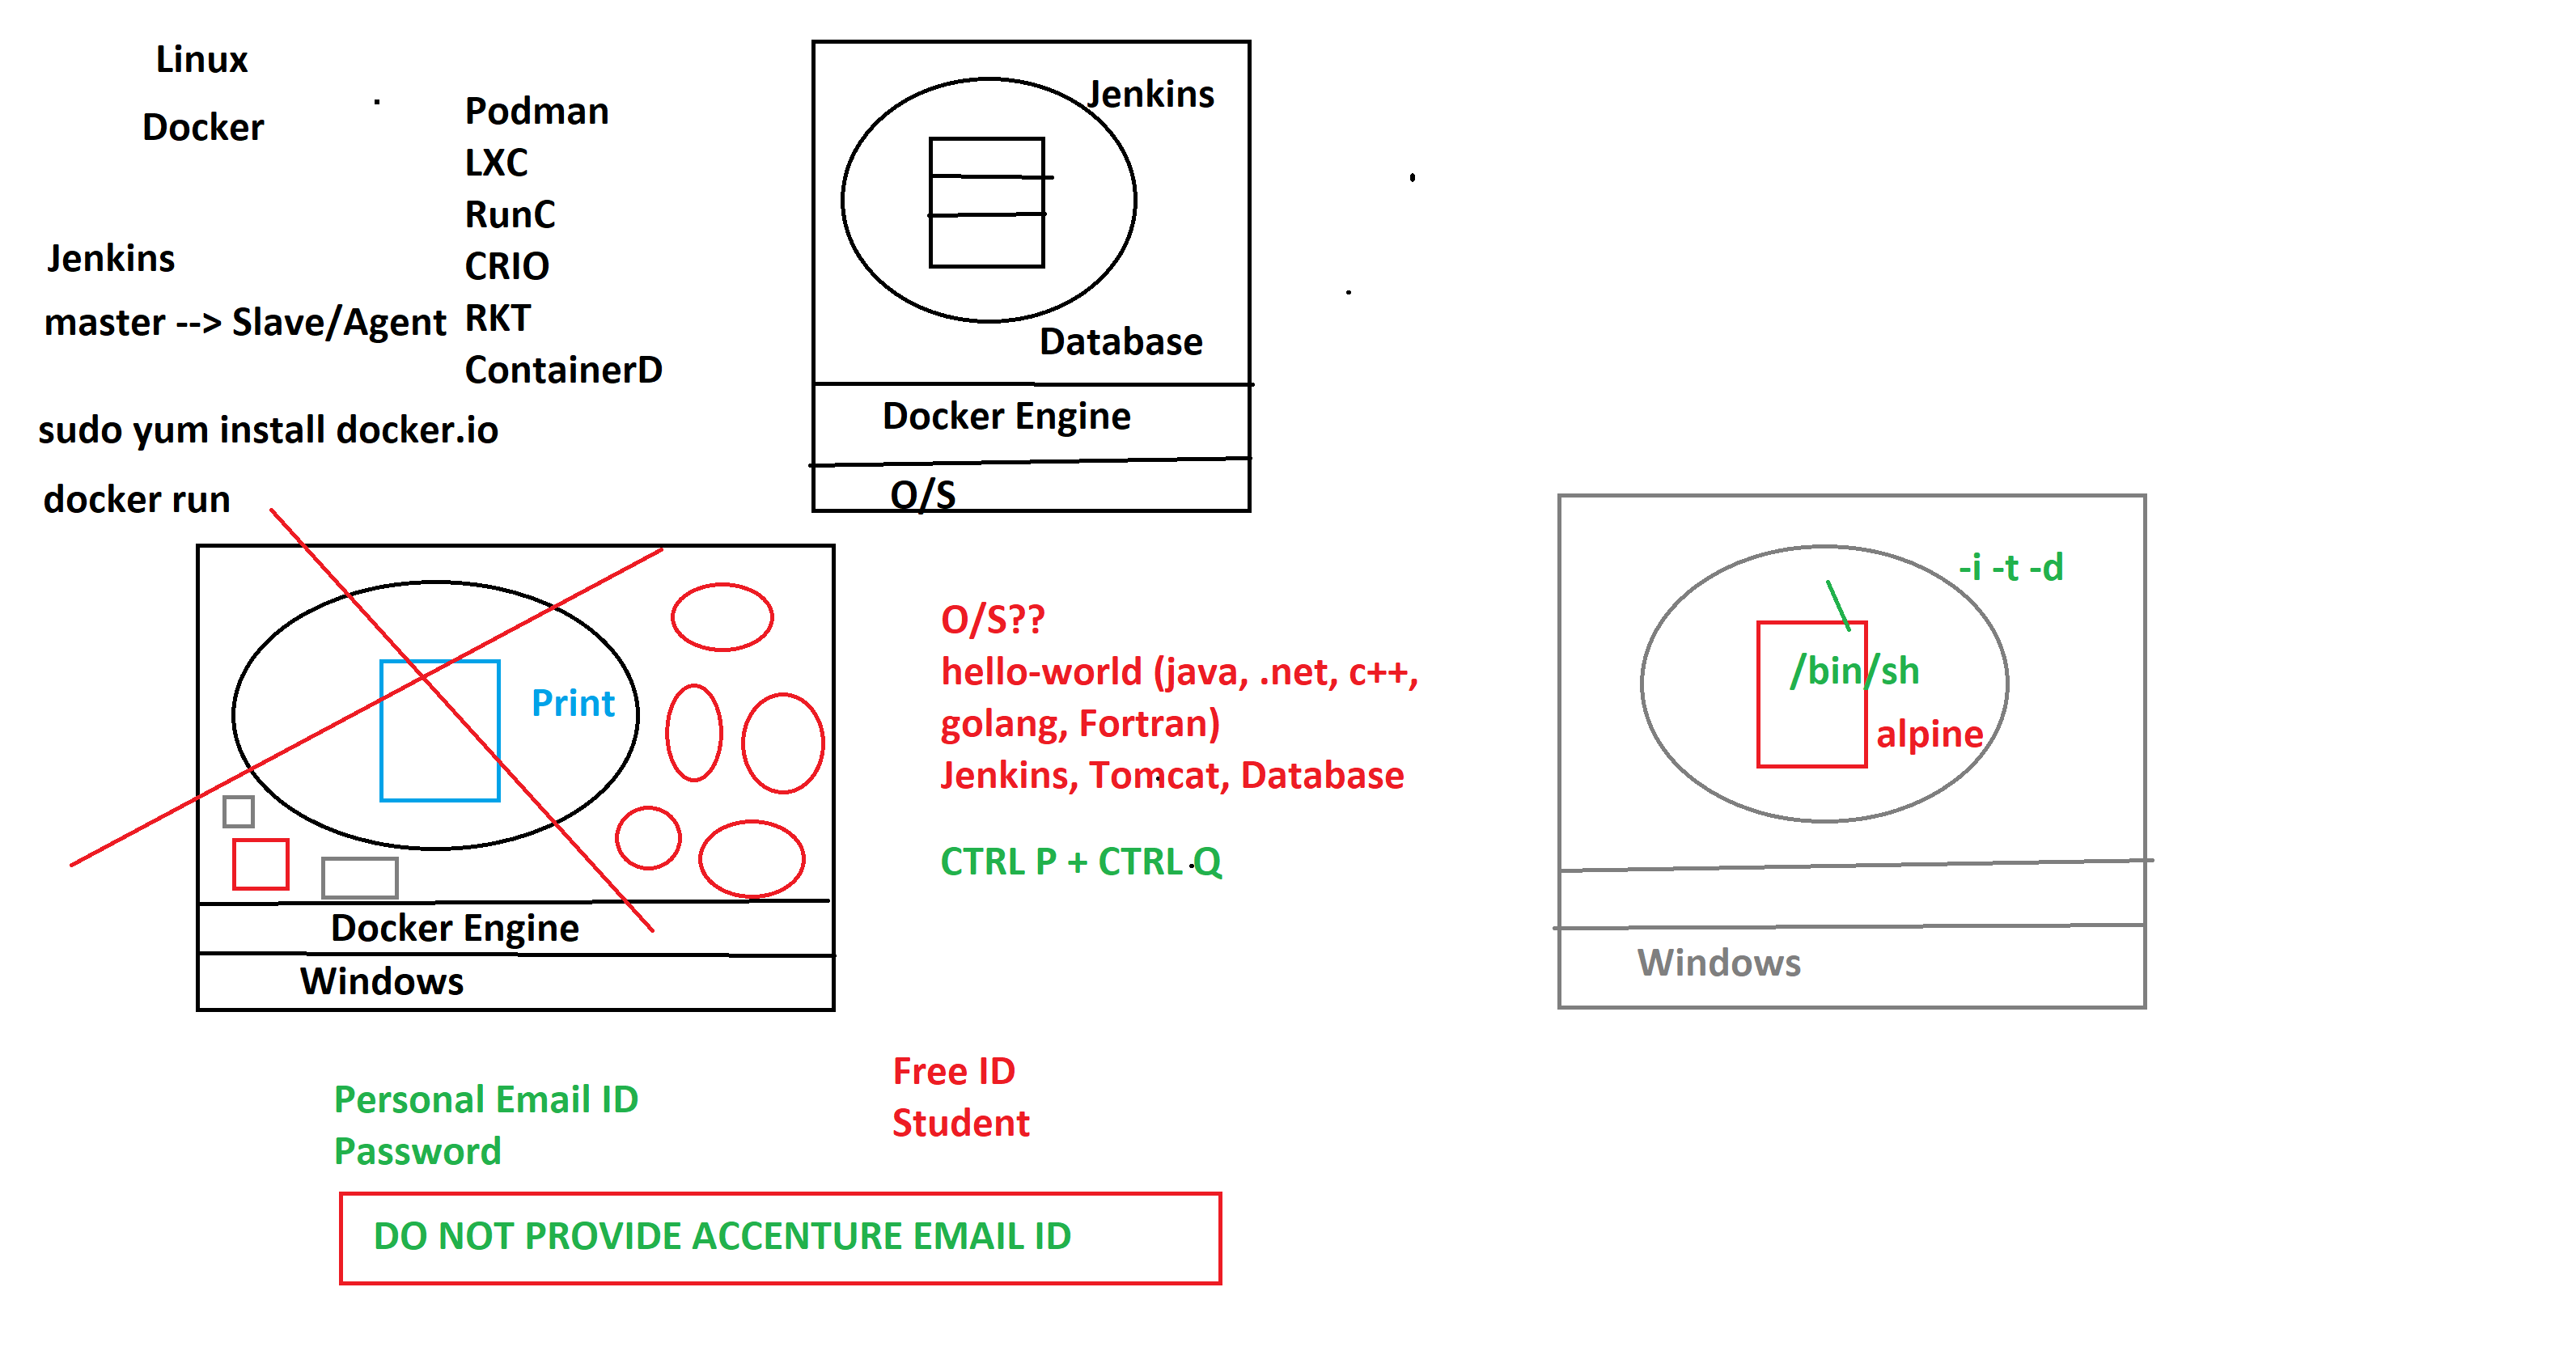 Linux
Docker
Podman
LXC
RunC
CRIO
RKT
ContainerD
Jenkins
master --> Slave/Agent
sudo yum install docker.io
docker run
Jenkins
Database
Docker Engine
O/S
Print
Docker Engine
Windows
O/S??
hello-world (java, .net, c++,
golang, Fortran)
Jenkins, Tomcat, Database
CTRL P + CTRL Q
-i -t -d
/bin/sh
alpine
Windows
Personal Email ID
Password
Free ID
Student
DO NOT PROVIDE ACCENTURE EMAIL ID